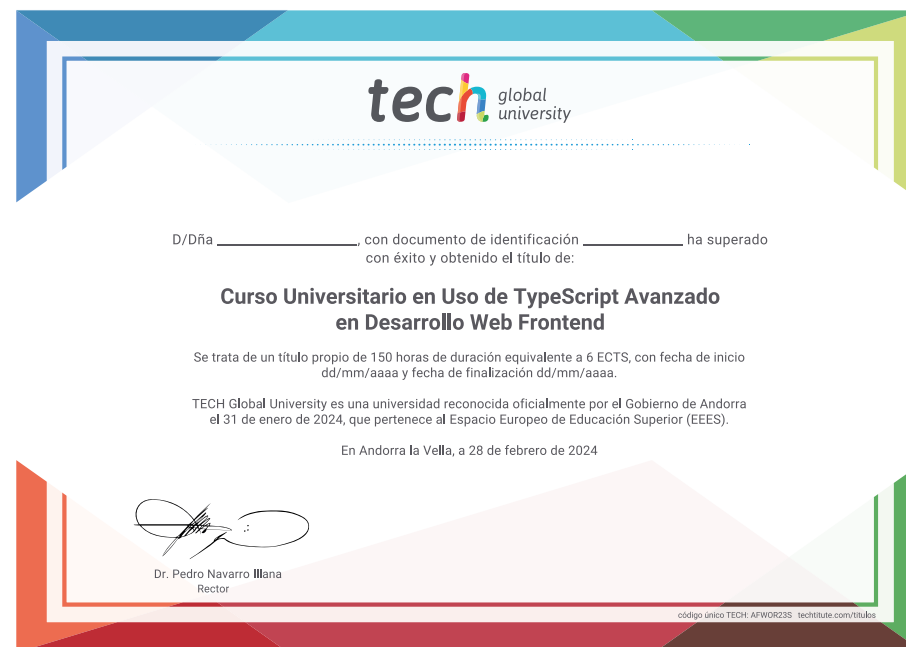 tech global university
D/Dña ____________, con documento de identificación ____________ ha superado
con éxito y obtenido el título de:
Curso Universitario en Uso de TypeScript Avanzado
en Desarrollo Web Frontend
Se trata de un título propio de 150 horas de duración equivalente a 6 ECTS, con fecha de inicio
dd/mm/aaaa y fecha de finalización dd/mm/aaaa.
TECH Global University es una universidad reconocida oficialmente por el Gobierno de Andorra
el 31 de enero de 2024, que pertenece al Espacio Europeo de Educación Superior (EEES).
En Andorra la Vella, a 28 de febrero de 2024
Dr. Pedro Navarro Illana
Rector
código único TECH: AFWOR23S techtitute.com/titulos